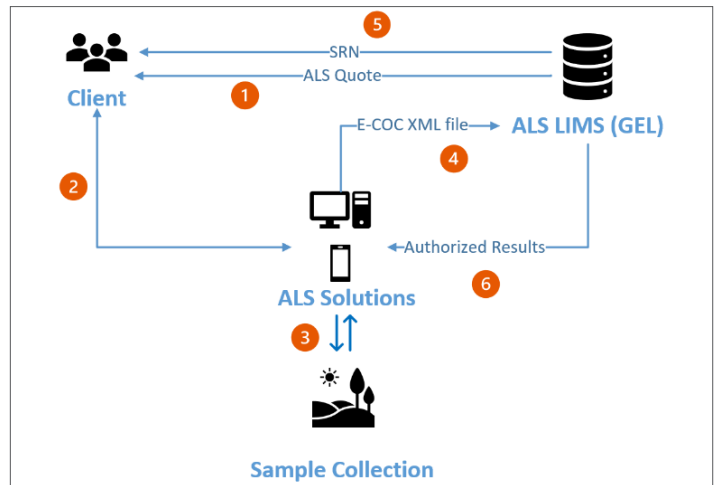 5
SRN
ALS Quote
1
Client
ALS LIMS (GEL)
E-COC XML file
4
2
Authorized Results
6
ALS Solutions
3
Sample Collection